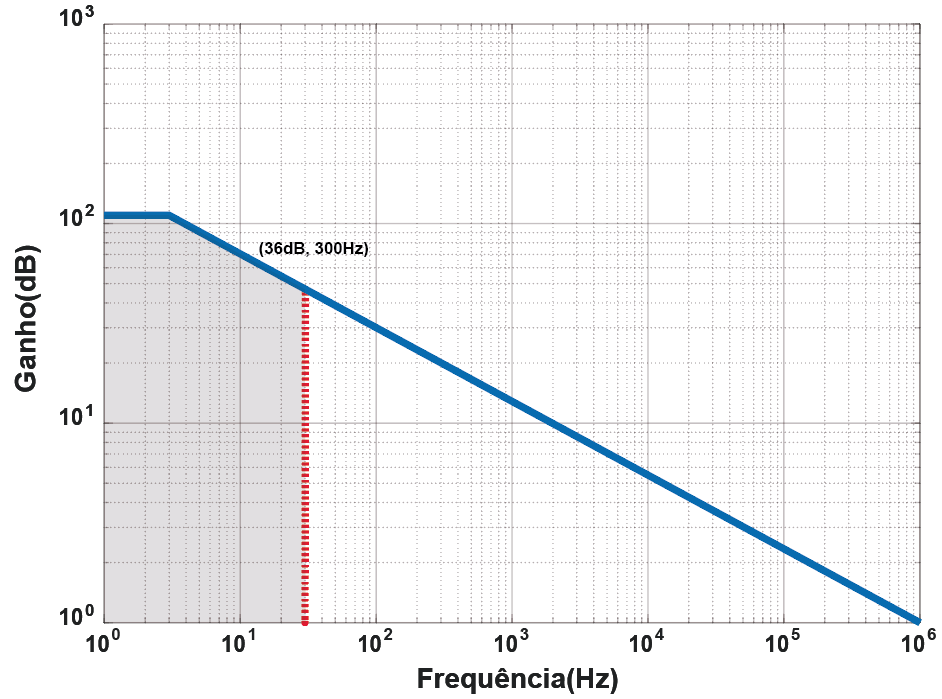 10³
10²
(36dB, 300Hz)
Ganho(dB)
10¹
10⁰
10⁰ 10¹ 10² 10³ 10⁴ 10⁵ 10⁶
Frequência(Hz)